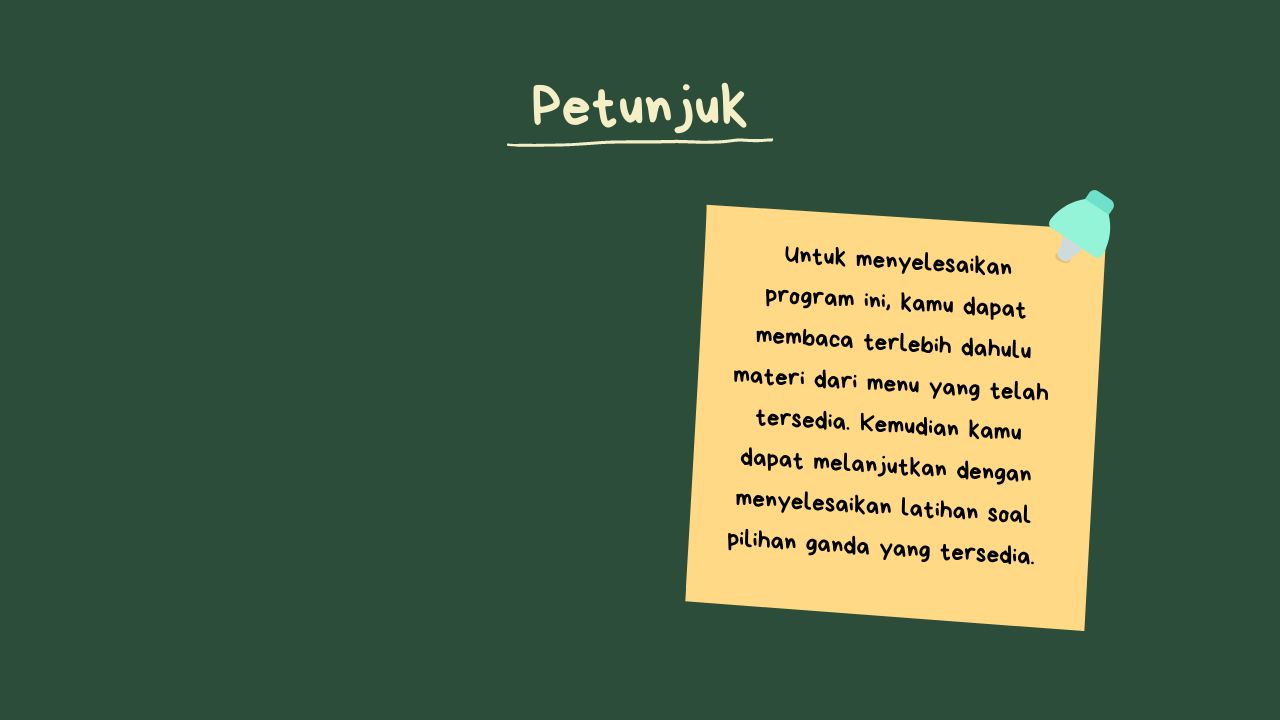 Petunjuk
Untuk menyelesaikan
program ini, kamu dapat
membaca terlebih dahulu
materi dari menu yang telah
tersedia. Kemudian kamu
dapat melanjutkan dengan
menyelesaikan latihan soal
pilihan ganda yang tersedia.